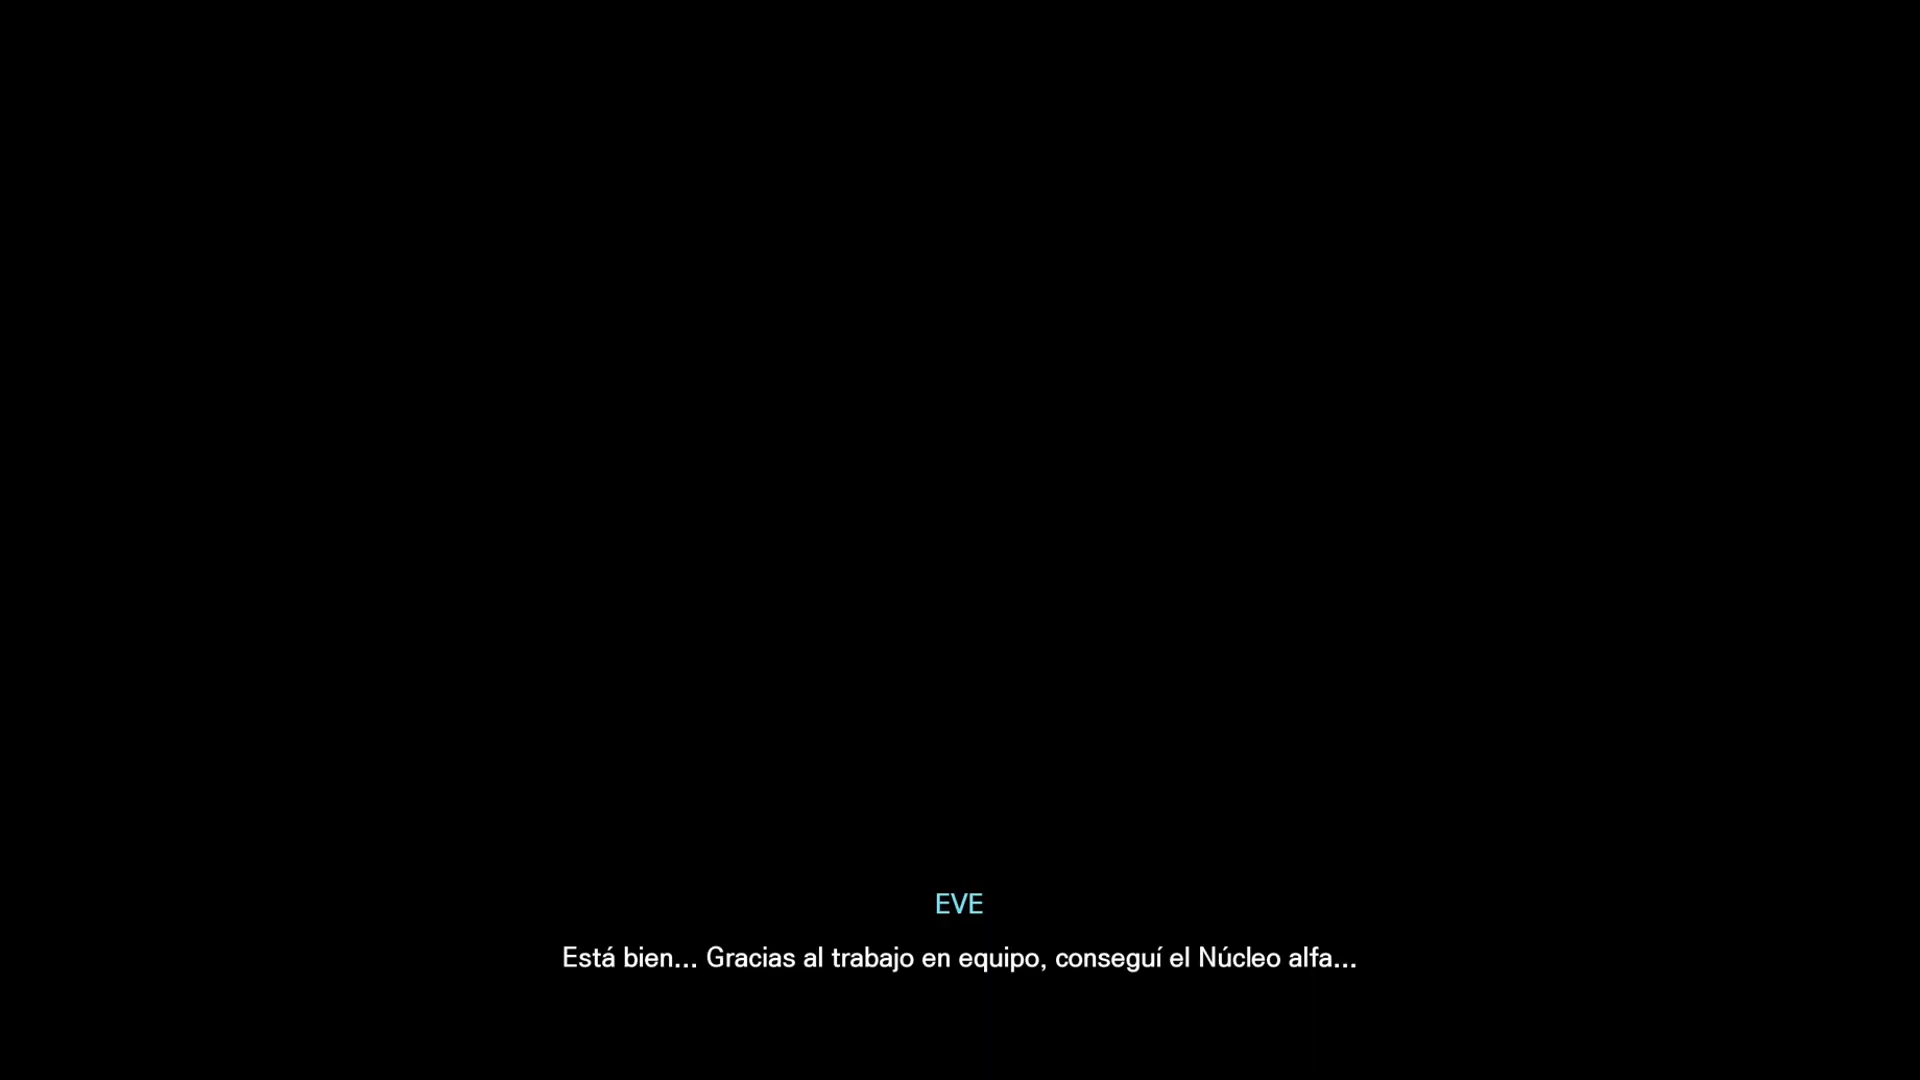 EVE
Está bien... Gracias al trabajo en equipo, conseguí el Núcleo alfa...